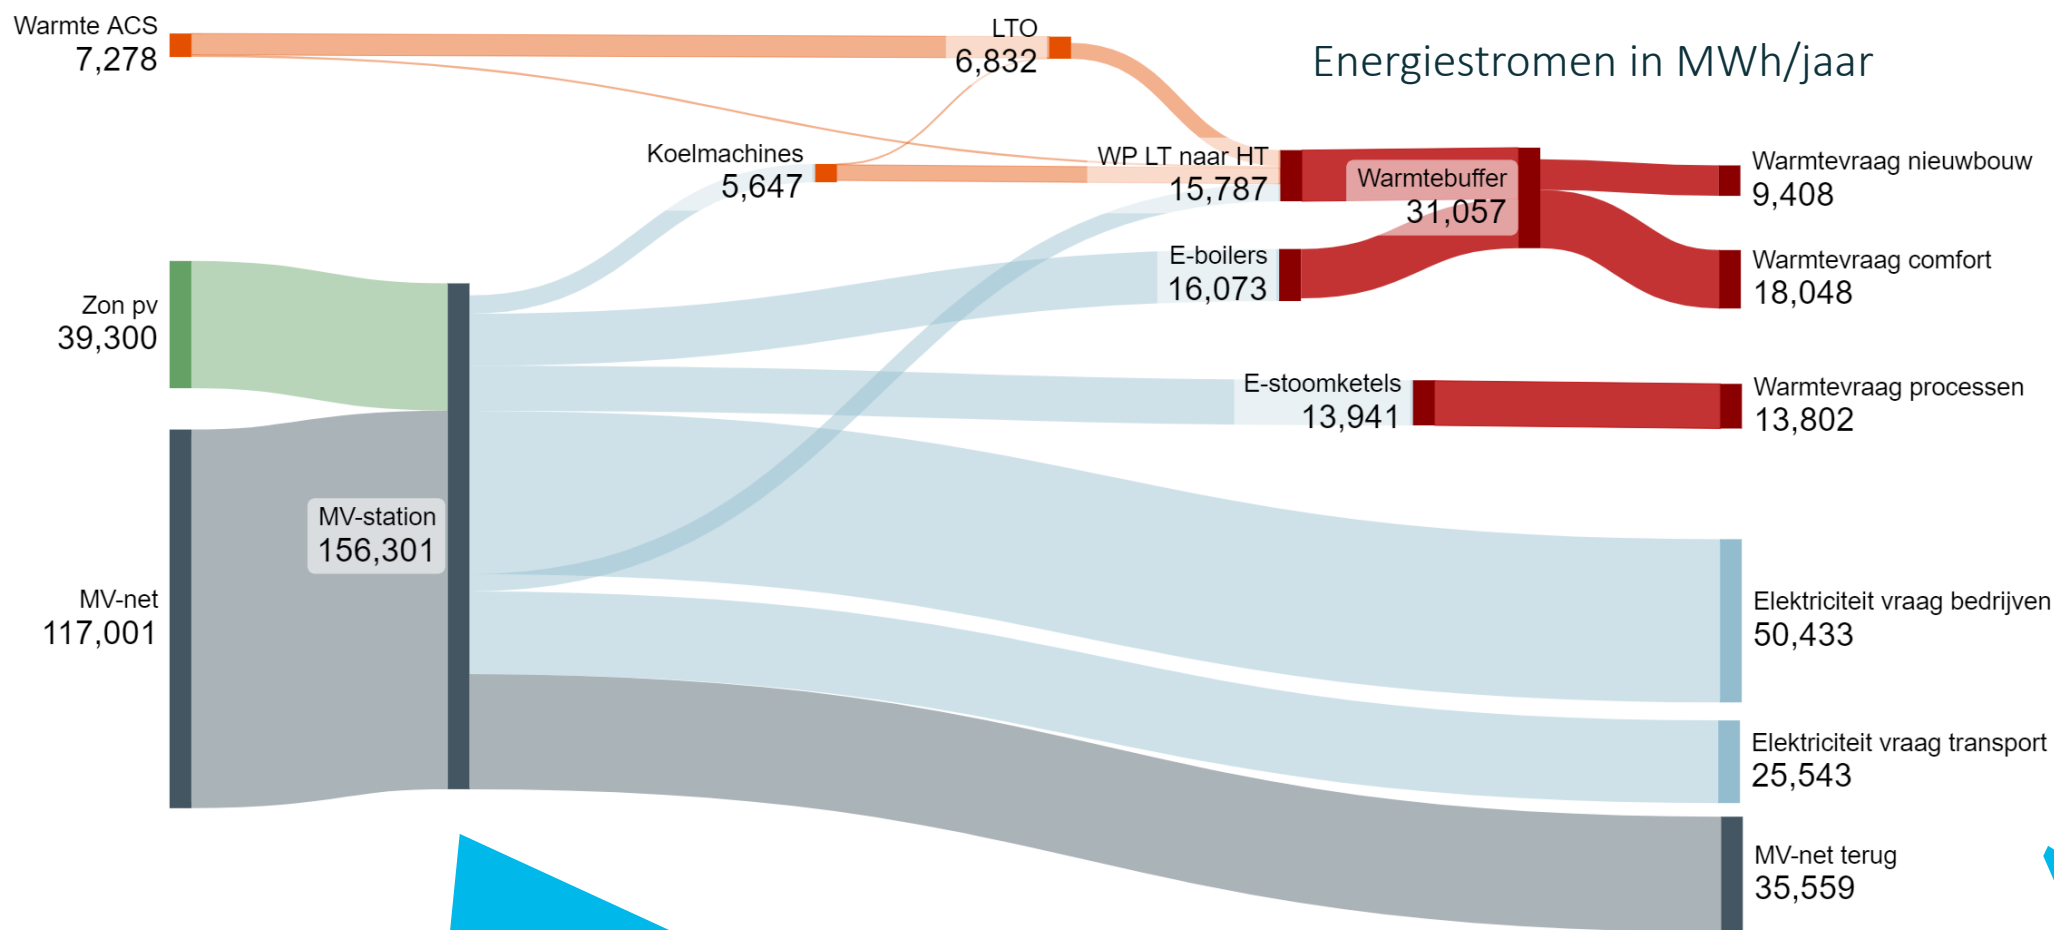 Energiestromen in MWh/jaar
Warmte ACS
7,278
LTO
6,832
Koelmachines
5,647
WP LT naar HT
15,787
Warmtebuffer
31,057
Warmtevraag nieuwbouw
9,408
Zon pv
39,300
E-boilers
16,073
Warmtevraag comfort
18,048
E-stoomketels
13,941
Warmtevraag processen
13,802
MV-station
156,301
MV-net
117,001
Elektriciteit vraag bedrijven
50,433
Elektriciteit vraag transport
25,543
MV-net terug
35,559